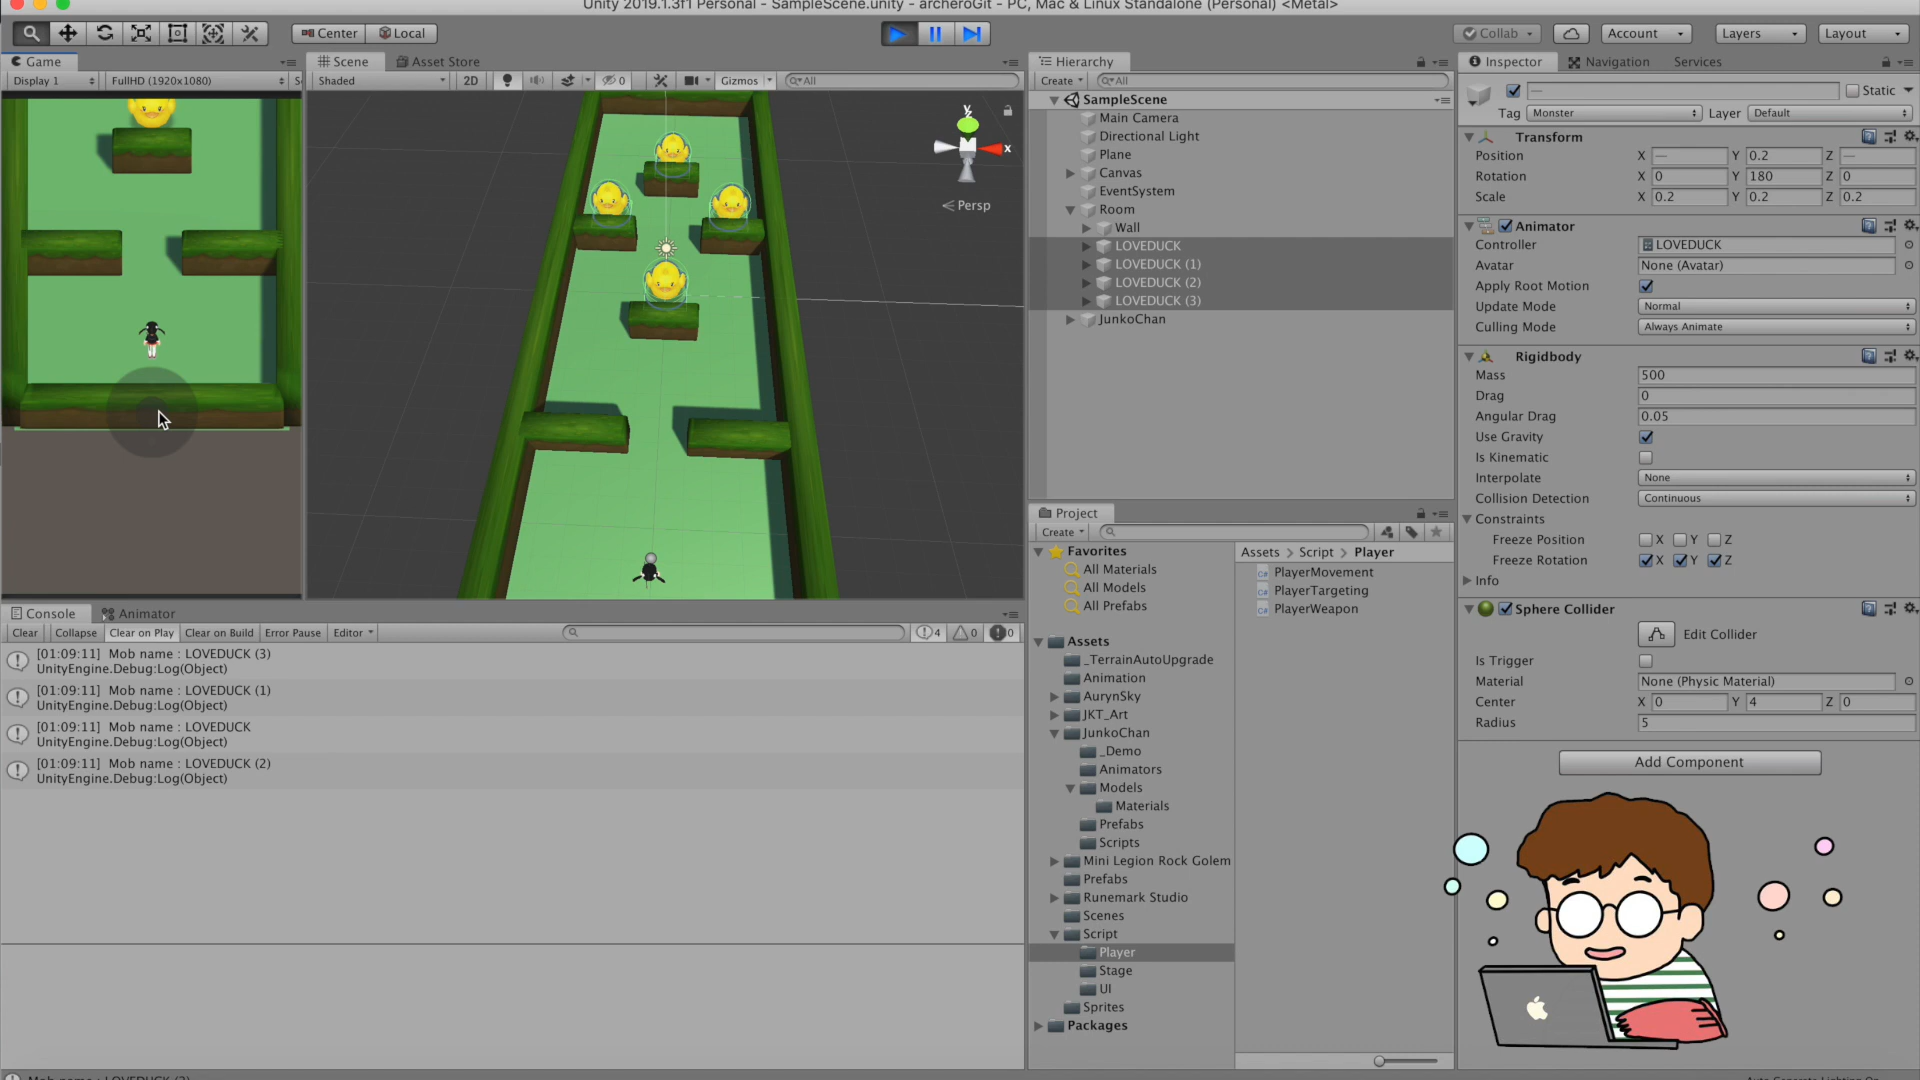 Unity 2019.1.3f1 Personal - SampleScene.unity - archeroGit - PC, Mac & Linux Standalone (Personal) <Metal>
Center Local
Collab Account Layers Layout
Game
Display 1 FullHD (1920x1080)
Scene Asset Store
Shaded 2D 0 Gizmos All
y
x
Persp
Hierarchy
Create All
SampleScene
Main Camera
Directional Light
Plane
Canvas
EventSystem
Room
Wall
LOVEDUCK
LOVEDUCK (1)
LOVEDUCK (2)
LOVEDUCK (3)
JunkoChan
Project
Create
Favorites
All Materials
All Models
All Prefabs
Assets
_TerrainAutoUpgrade
Animation
AurynSky
JKT_Art
JunkoChan
_Demo
Animators
Models
Materials
Prefabs
Scripts
Mini Legion Rock Golem
Prefabs
Runemark Studio
Scenes
Script
Player
Stage
UI
Sprites
Packages
Assets > Script > Player
PlayerMovement
PlayerTargeting
PlayerWeapon
Console Animator
Clear Collapse Clear on Play Clear on Build Error Pause Editor 4 0 0
[01:09:11] Mob name : LOVEDUCK (3)
UnityEngine.Debug:Log(Object)
[01:09:11] Mob name : LOVEDUCK (1)
UnityEngine.Debug:Log(Object)
[01:09:11] Mob name : LOVEDUCK
UnityEngine.Debug:Log(Object)
[01:09:11] Mob name : LOVEDUCK (2)
UnityEngine.Debug:Log(Object)
Inspector Navigation Services
— Static
Tag Monster Layer Default
Transform
Position X — Y 0.2 Z —
Rotation X 0 Y 180 Z 0
Scale X 0.2 Y 0.2 Z 0.2
Animator
Controller LOVEDUCK
Avatar None (Avatar)
Apply Root Motion
Update Mode Normal
Culling Mode Always Animate
Rigidbody
Mass 500
Drag 0
Angular Drag 0.05
Use Gravity
Is Kinematic
Interpolate None
Collision Detection Continuous
Constraints
Freeze Position X Y Z
Freeze Rotation X Y Z
Info
Sphere Collider
Edit Collider
Is Trigger
Material None (Physic Material)
Center X 0 Y 4 Z 0
Radius 5
Add Component
Mob name : LOVEDUCK (2)
Auto Generate Lighting On